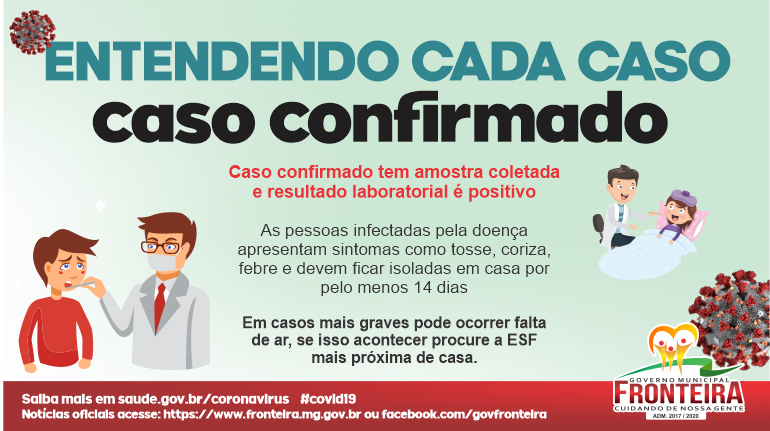 ENTENDENDO CADA CASO
caso confirmado
Caso confirmado tem amostra coletada
e resultado laboratorial é positivo
As pessoas infectadas pela doença
apresentam sintomas como tosse, coriza,
febre e devem ficar isoladas em casa por
pelo menos 14 dias
Em casos mais graves pode ocorrer falta
de ar, se isso acontecer procure a ESF
mais próxima de casa.
Saiba mais em saude.gov.br/coronavirus #covid19
Notícias oficiais acesse: https://www.fronteira.mg.gov.br ou facebook.com/govfronteira
GOVERNO MUNICIPAL
FRONTEIRA
CUIDANDO DE NOSSA GENTE
ADM. 2017 / 2020